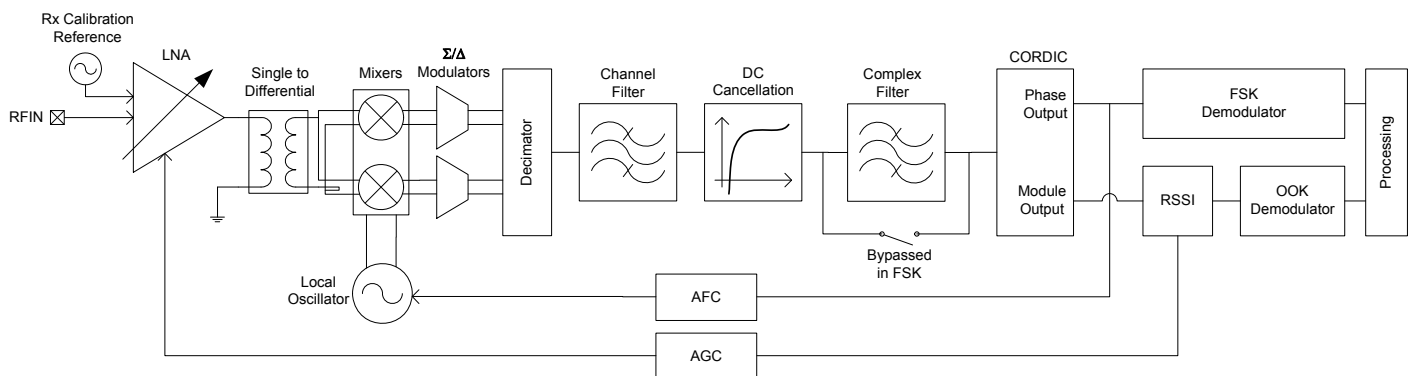 Rx Calibration
Reference
LNA
RFIN
Single to
Differential
Mixers
Σ/Δ
Modulators
Decimator
Channel
Filter
DC
Cancellation
Complex
Filter
Bypassed
in FSK
CORDIC
Phase
Output
Module
Output
FSK
Demodulator
RSSI
OOK
Demodulator
Processing
Local
Oscillator
AFC
AGC